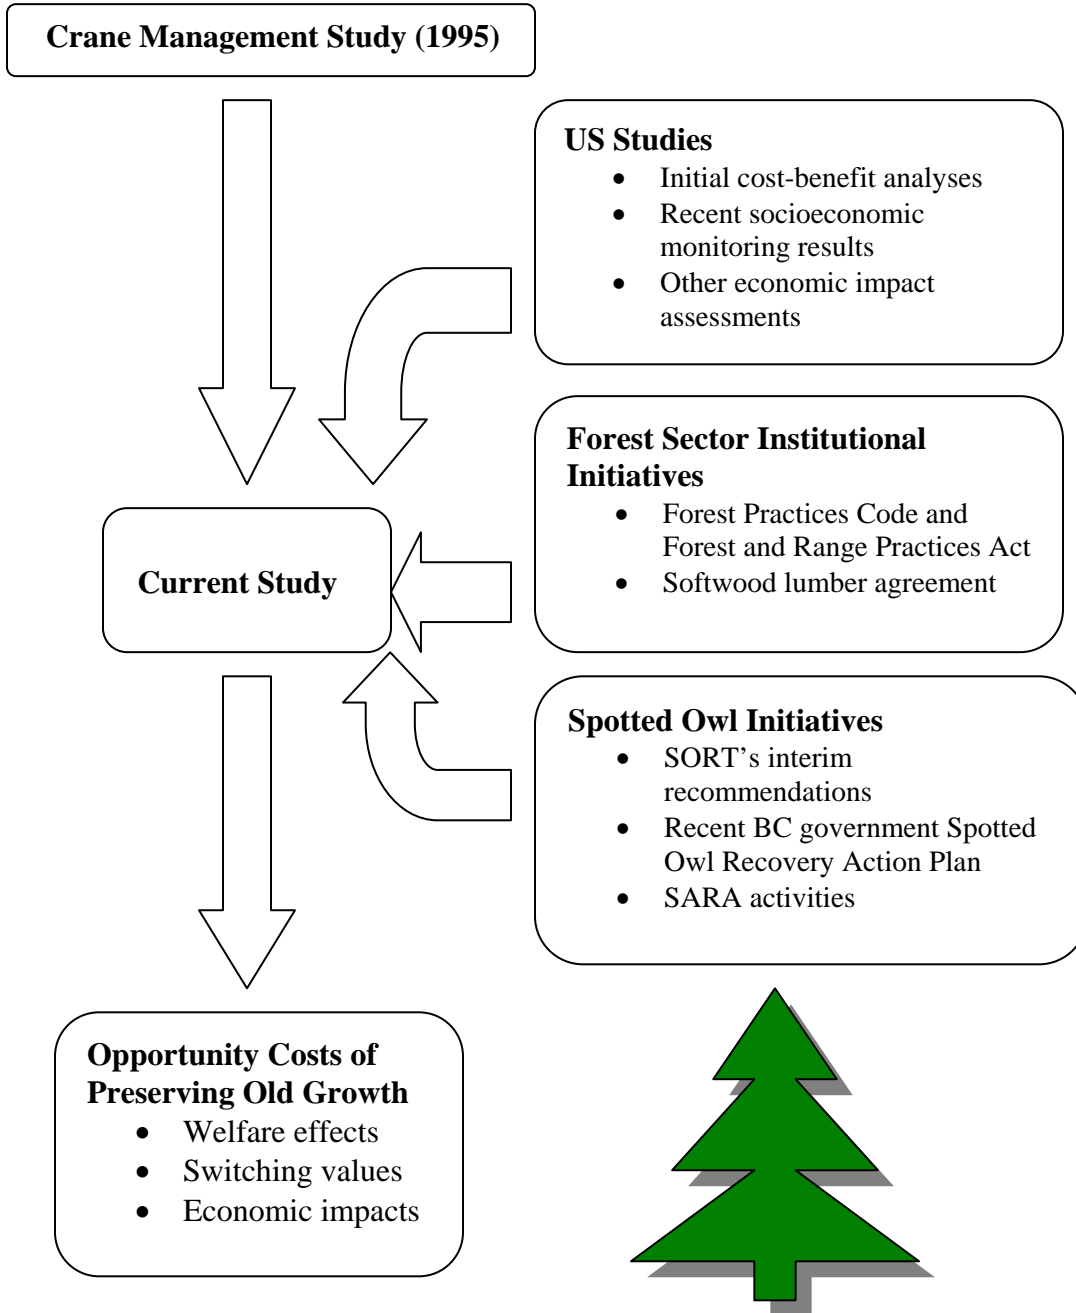 Crane Management Study (1995)
US Studies
• Initial cost-benefit analyses
• Recent socioeconomic
monitoring results
• Other economic impact
assessments
Forest Sector Institutional
Initiatives
• Forest Practices Code and
Forest and Range Practices Act
• Softwood lumber agreement
Current Study
Spotted Owl Initiatives
• SORT’s interim
recommendations
• Recent BC government Spotted
Owl Recovery Action Plan
• SARA activities
Opportunity Costs of
Preserving Old Growth
• Welfare effects
• Switching values
• Economic impacts